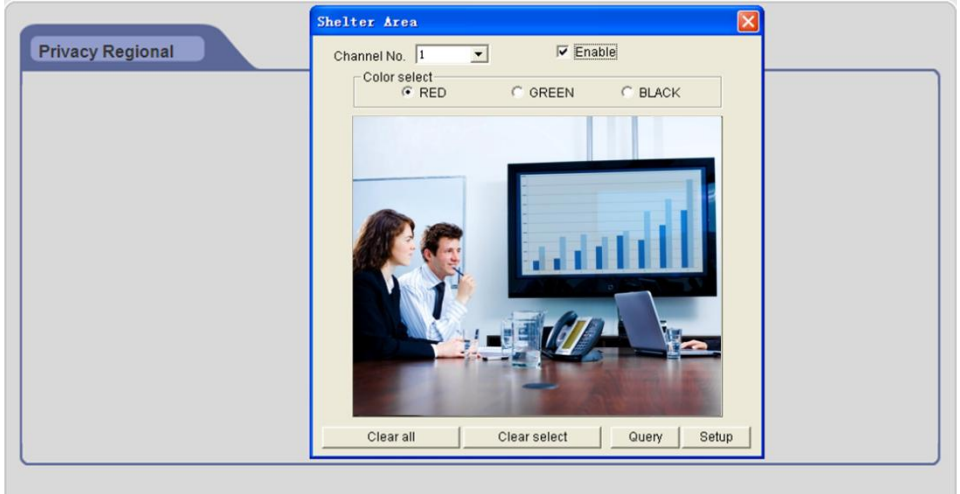 Shelter Area
Privacy Regional
Channel No. 1 Enable
Color select
RED GREEN BLACK
Clear all Clear select Query Setup